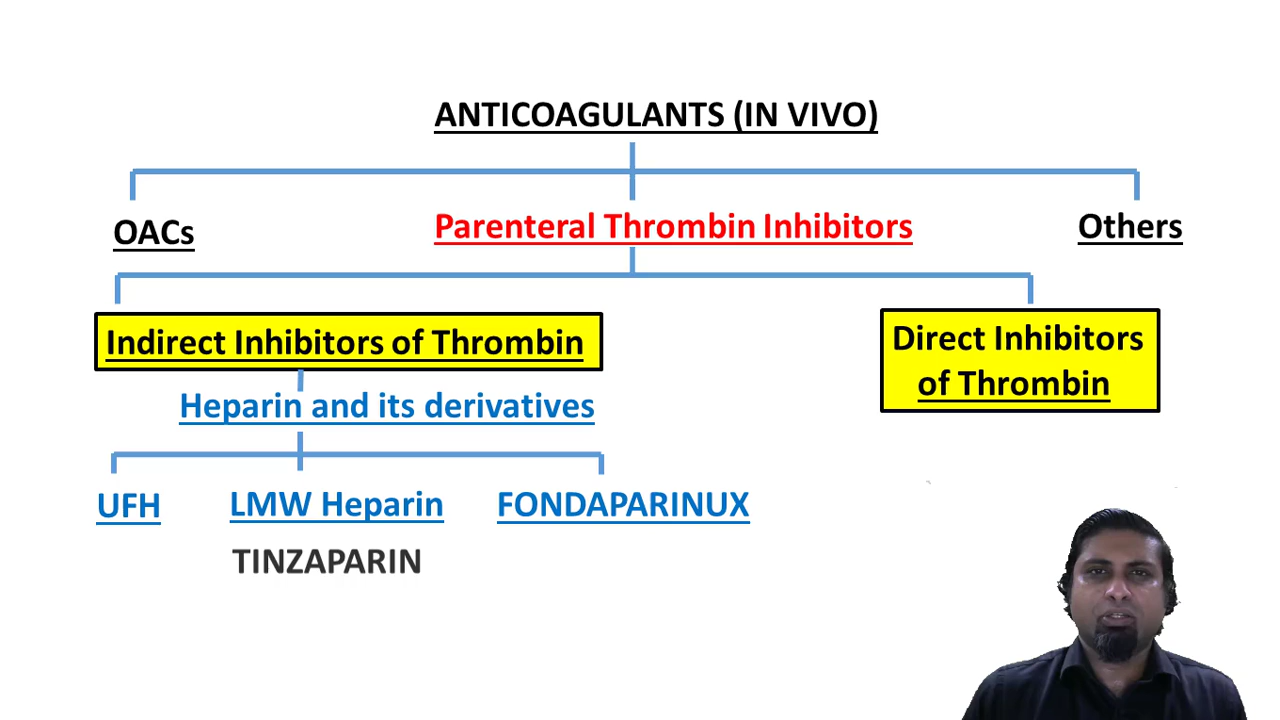 ANTICOAGULANTS (IN VIVO)
OACs
Parenteral Thrombin Inhibitors
Others
Indirect Inhibitors of Thrombin
Direct Inhibitors
of Thrombin
Heparin and its derivatives
UFH
LMW Heparin
FONDAPARINUX
TINZAPARIN